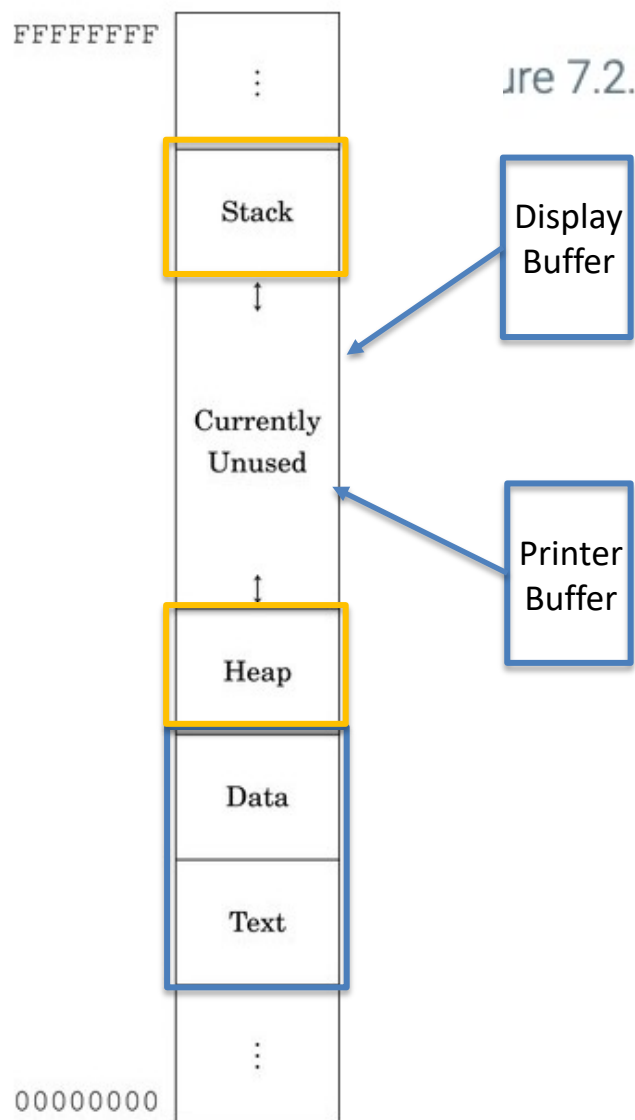 FFFFFFFF
ure 7.2.
⋮
Stack
↕
Display
Buffer
Currently
Unused
Printer
Buffer
↕
Heap
Data
Text
⋮
00000000